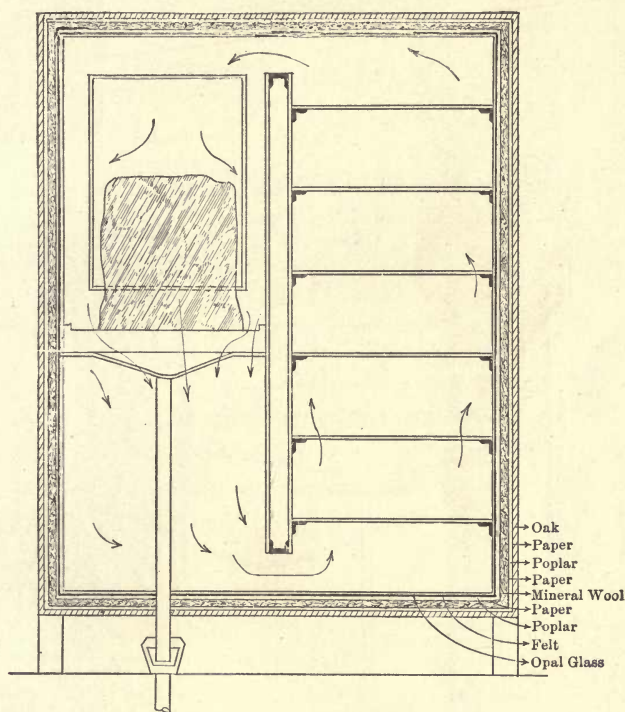 Oak
Paper
Poplar
Paper
Mineral Wool
Paper
Poplar
Felt
Opal Glass